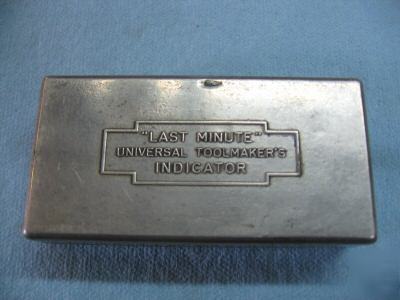 "LAST MINUTE"
UNIVERSAL TOOLMAKER'S
INDICATOR